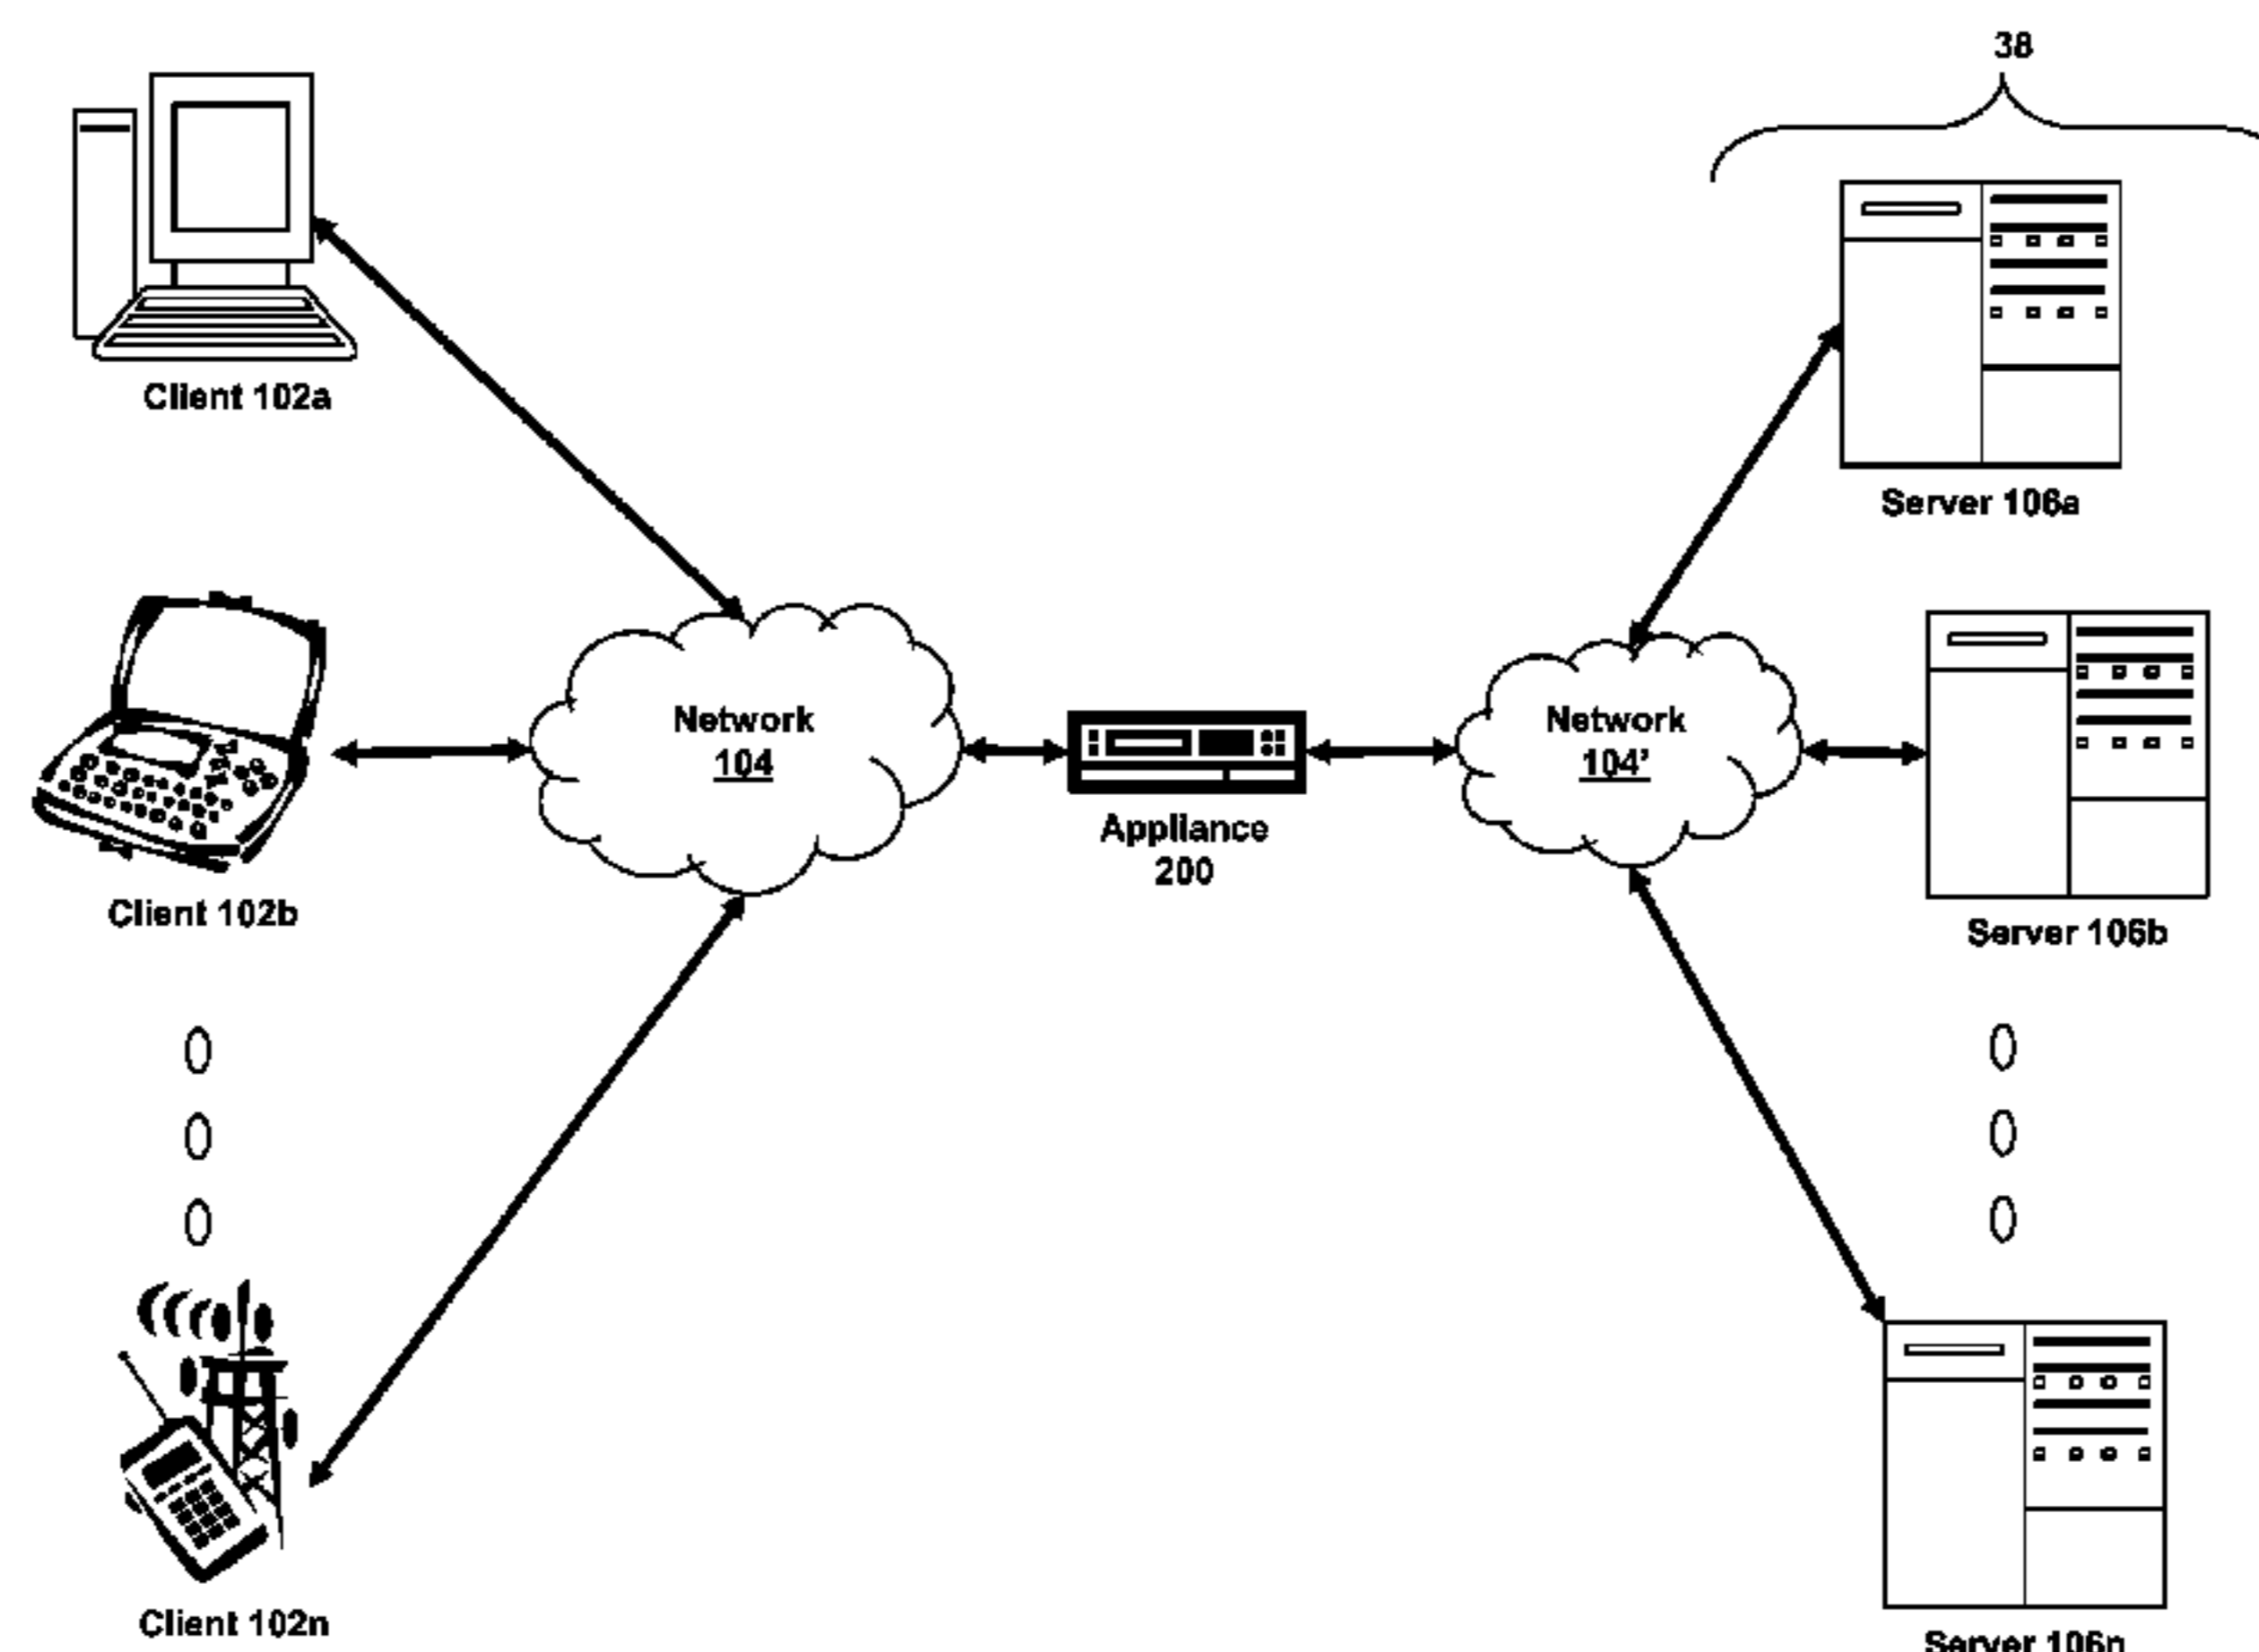 38
Client 102a
Server 106a
Network
104
Appliance
200
Network
104'
Client 102b
Server 106b
Client 102n
Server 106n